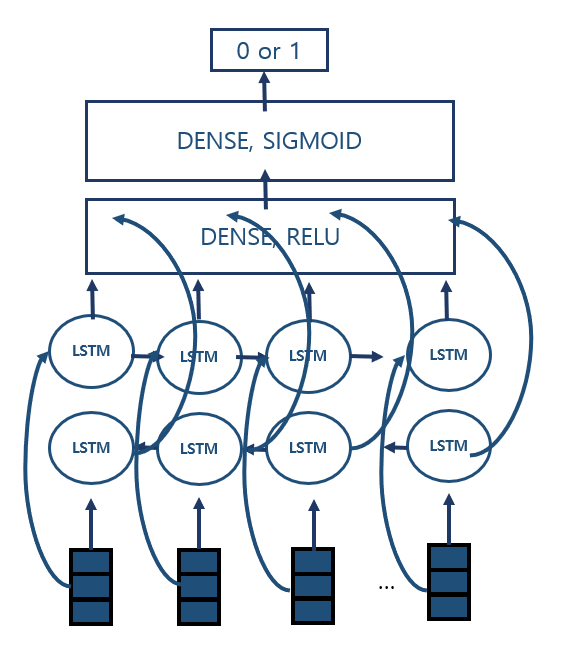 0 or 1
DENSE, SIGMOID
DENSE, RELU
LSTM LSTM LSTM LSTM
LSTM LSTM LSTM LSTM
...